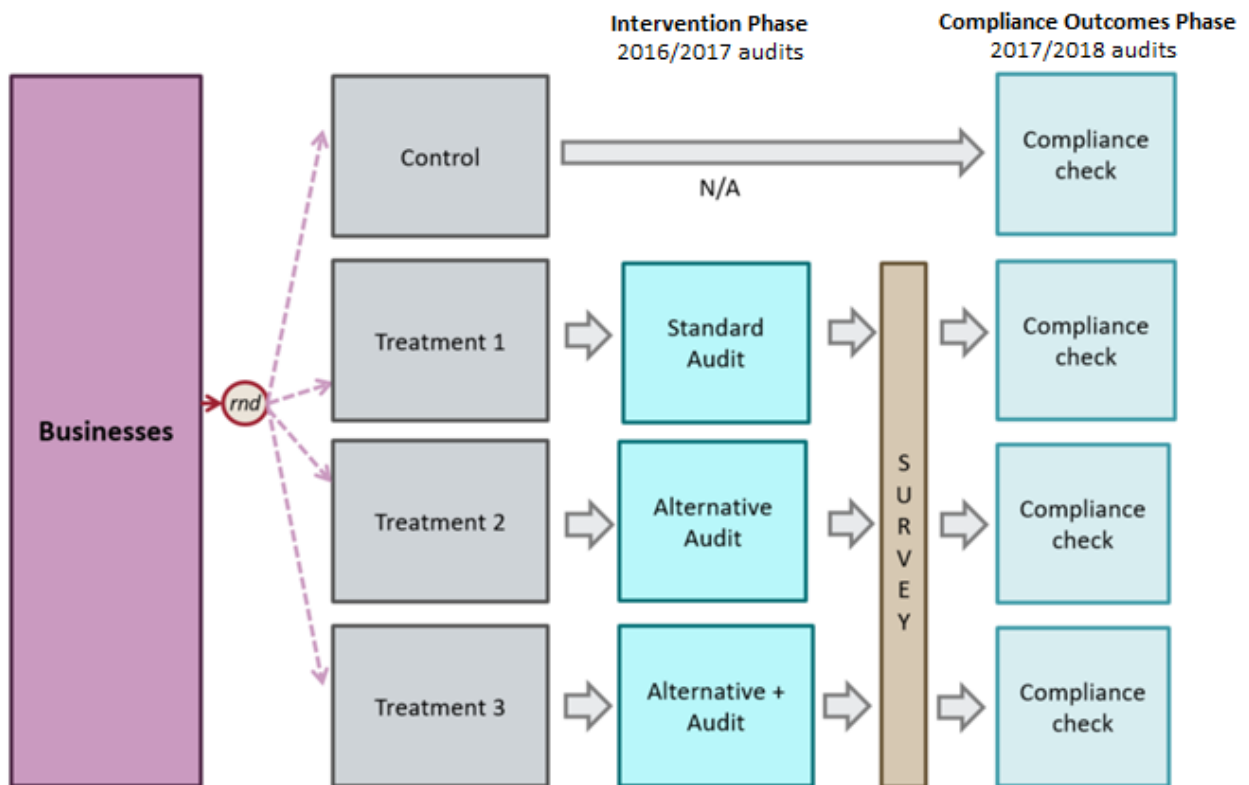 Intervention Phase
2016/2017 audits
Compliance Outcomes Phase
2017/2018 audits
Businesses
rnd
Control
N/A
Compliance
check
Treatment 1
Standard
Audit
Compliance
check
Treatment 2
Alternative
Audit
Compliance
check
Treatment 3
Alternative +
Audit
Compliance
check
S
U
R
V
E
Y